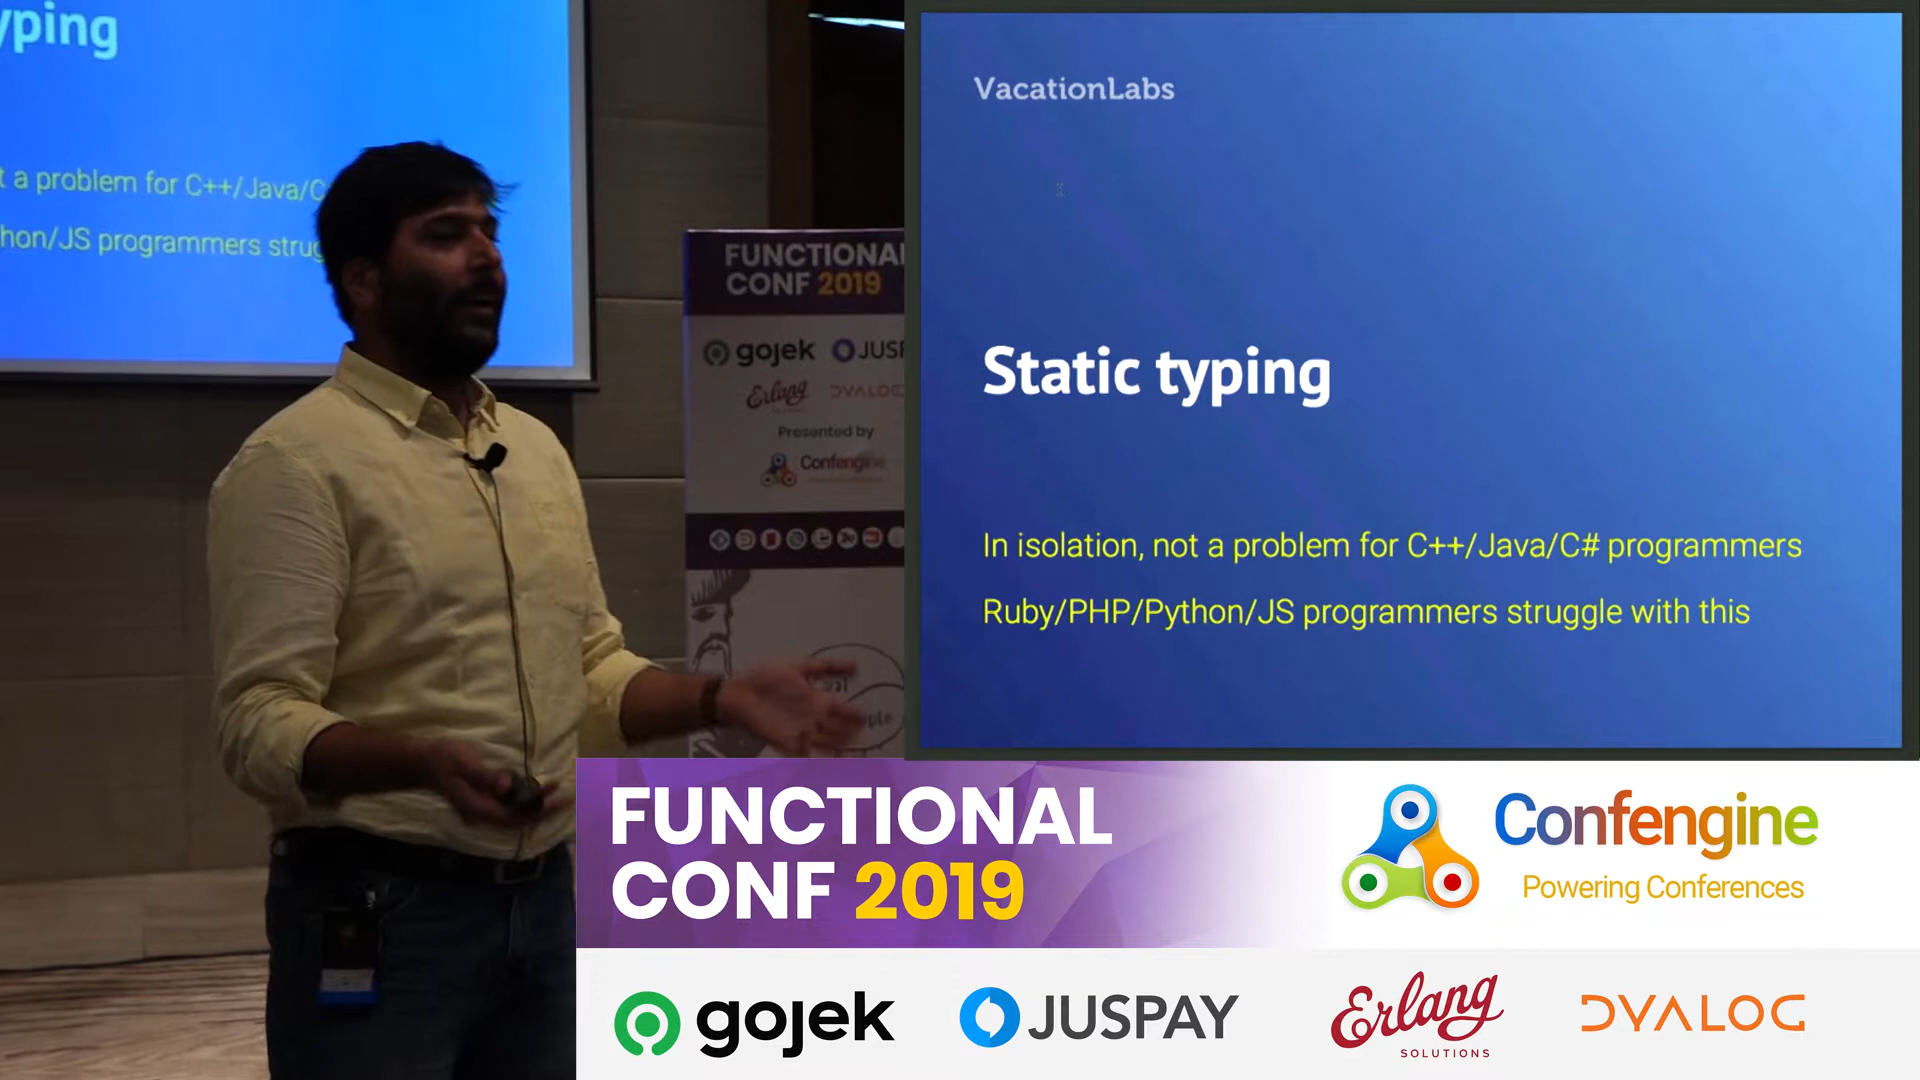 yping
t a problem for C++/Java/C
hon/JS programmers strug
FUNCTIONAL
CONF 2019
gojek JUSP
Erlang DYALOG
Presented by
Confengine
VacationLabs
Static typing
In isolation, not a problem for C++/Java/C# programmers
Ruby/PHP/Python/JS programmers struggle with this
FUNCTIONAL
CONF 2019
Confengine
Powering Conferences
gojek
JUSPAY
Erlang
SOLUTIONS
DYALOG